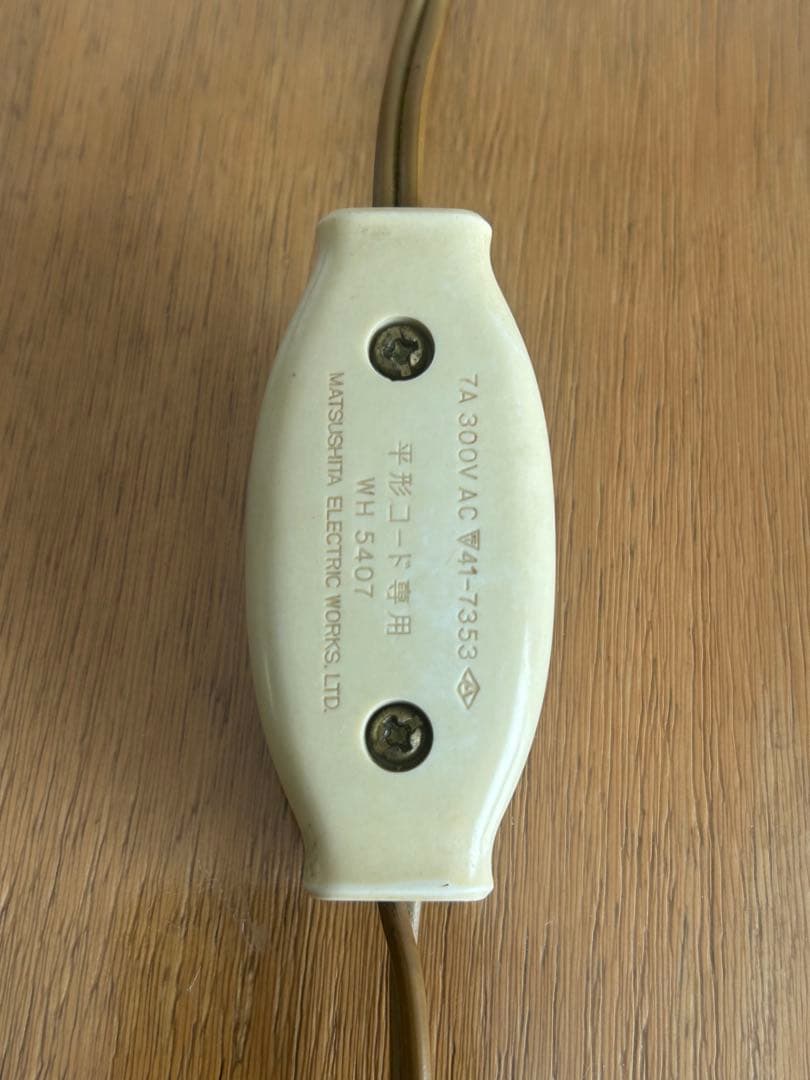 7A 300V AC 41-7353
平形コード専用
WH 5407
MATSUSHITA ELECTRIC WORKS, LTD.